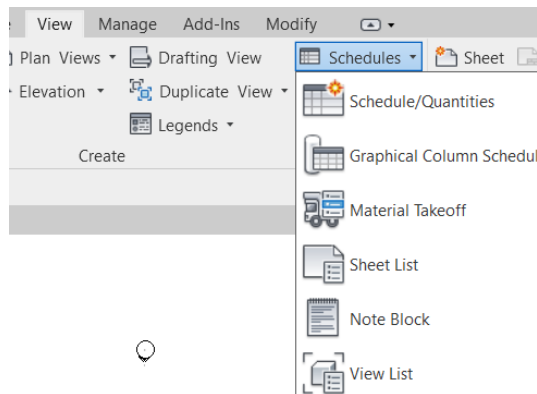 View Manage Add-Ins Modify
Plan Views Drafting View Schedules Sheet
Elevation Duplicate View
Legends
Create
Schedule/Quantities
Graphical Column
Material Takeoff
Sheet List
Note Block
View List